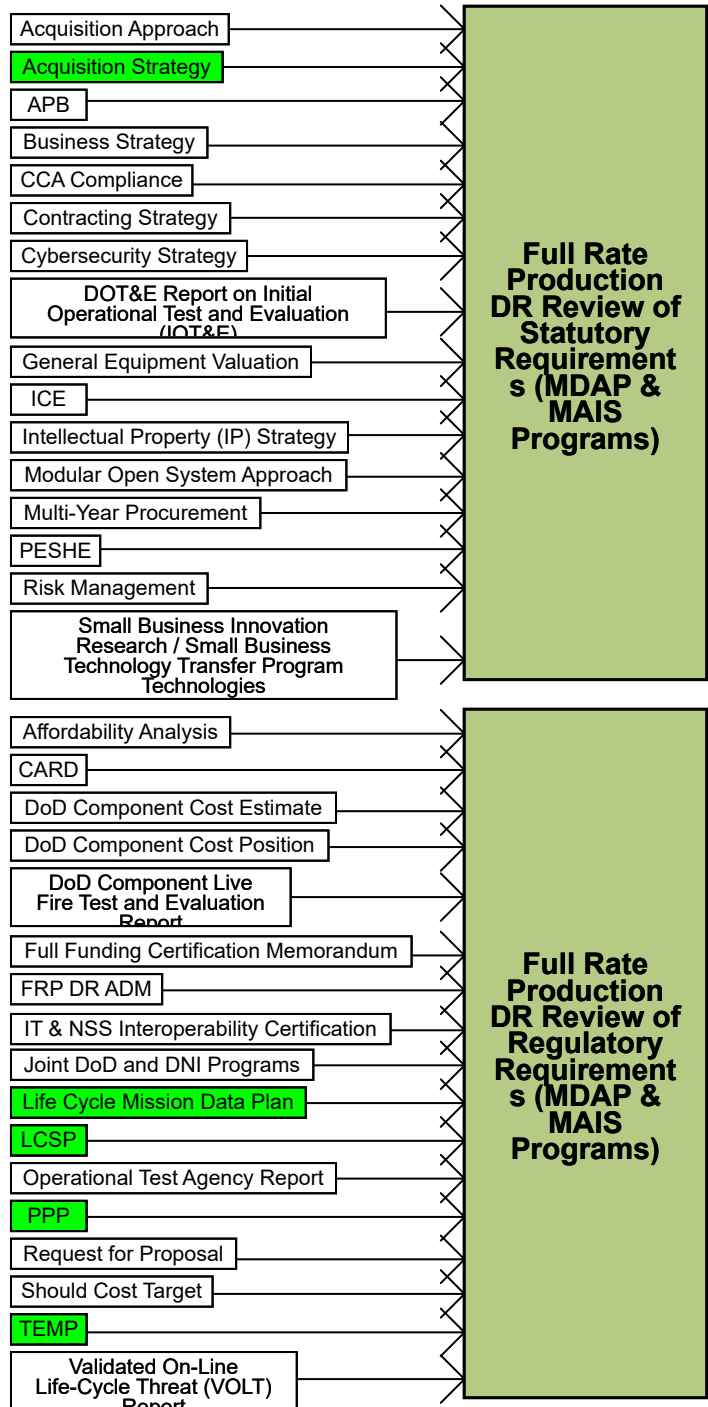 Acquisition Approach
Acquisition Strategy
APB
Business Strategy
CCA Compliance
Contracting Strategy
Cybersecurity Strategy
DOT&E Report on Initial
Operational Test and Evaluation
(IOT&E)
General Equipment Valuation
ICE
Intellectual Property (IP) Strategy
Modular Open System Approach
Multi-Year Procurement
PESHE
Risk Management
Small Business Innovation
Research / Small Business
Technology Transfer Program
Technologies
Full Rate
Production
DR Review of
Statutory
Requirement
s (MDAP &
MAIS
Programs)
Affordability Analysis
CARD
DoD Component Cost Estimate
DoD Component Cost Position
DoD Component Live
Fire Test and Evaluation
Report
Full Funding Certification Memorandum
FRP DR ADM
IT & NSS Interoperability Certification
Joint DoD and DNI Programs
Life Cycle Mission Data Plan
LCSP
Operational Test Agency Report
PPP
Request for Proposal
Should Cost Target
TEMP
Validated On-Line
Life-Cycle Threat (VOLT)
Report
Full Rate
Production
DR Review of
Regulatory
Requirement
s (MDAP &
MAIS
Programs)